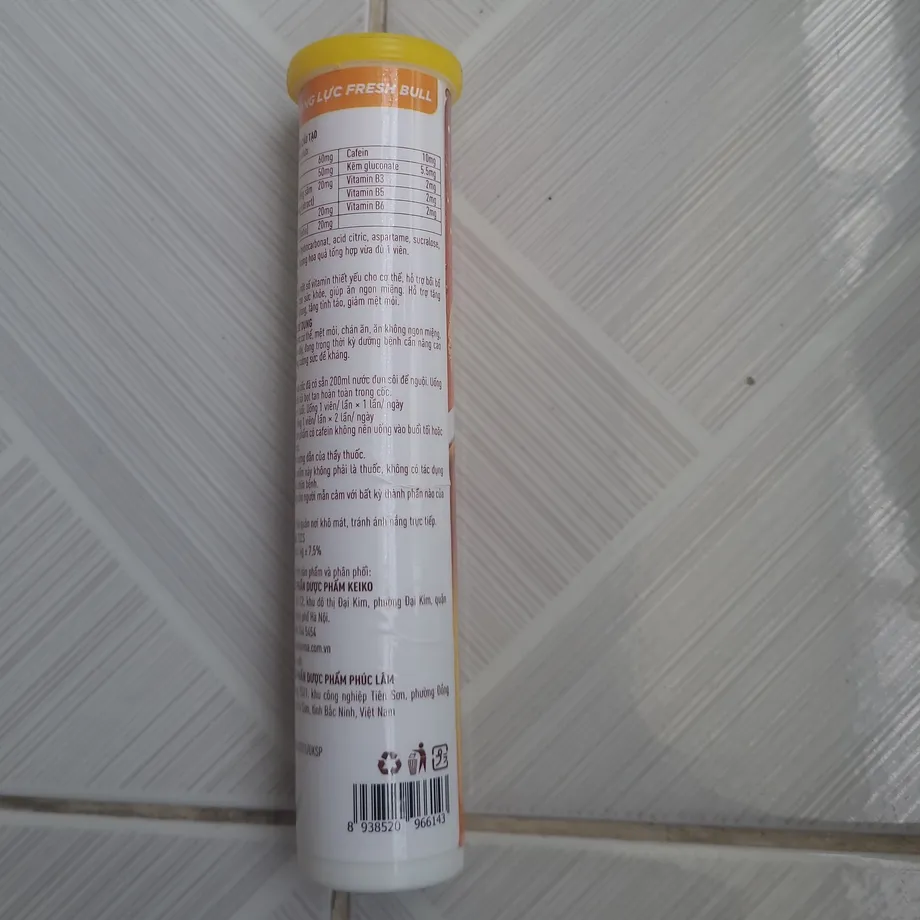 LỰC FRESH BULL
TẠO
60mg Cafein 10mg
50mg Kẽm gluconate 5.5mg
20mg Vitamin B3 2mg
Vitamin B5 2mg
20mg Vitamin B6 2mg
20mg
acid citric, aspartame, sucralose,
hoa quả tổng hợp vừa đủ 1 viên.
số vitamin thiết yếu cho cơ thể, hỗ trợ bồi bổ
sức khỏe, giúp ăn ngon miệng. Hỗ trợ tăng
tăng tỉnh táo, giảm mệt mỏi.
DỤNG
thể, mệt mỏi, chán ăn, ăn không ngon miệng,
trong thời kỳ dưỡng bệnh cần nâng cao
sức đề kháng.
cốc đã có sẵn 200ml nước đun sôi để nguội. Uống
bọt tan hoàn toàn trong cốc.
Uống 1 viên/ lần × 1 lần/ ngày
1 viên/ lần × 2 lần/ ngày
có cafein không nên uống vào buổi tối hoặc
dẫn của thầy thuốc.
này không phải là thuốc, không có tác dụng
bệnh.
người mẫn cảm với bất kỳ thành phần nào của
quản nơi khô mát, tránh ánh nắng trực tiếp.
TCCS
± 7,5%
phẩm và phân phối:
DƯỢC PHẨM KEIKO
khu đô thị Đại Kim, phường Đại Kim, quận
phố Hà Nội.
5454
.com.vn
DƯỢC PHẨM PHÚC LÂM
khu công nghiệp Tiên Sơn, phường Đồng
tỉnh Bắc Ninh, Việt Nam
8 938520 966143